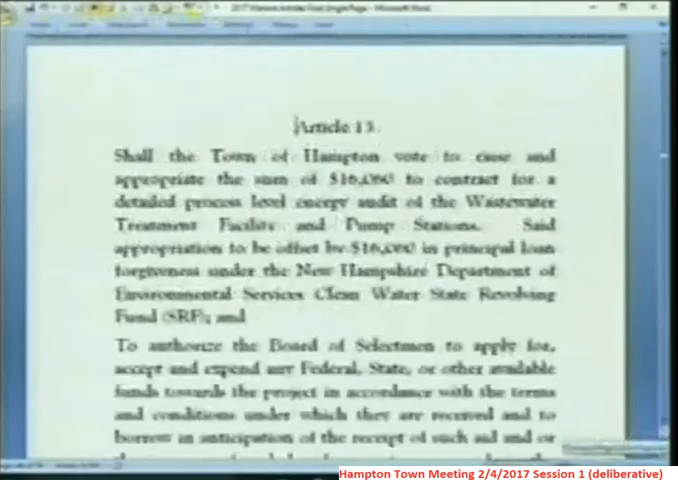 Article 13
Shall the Town of Hampton vote to raise and
appropriate the sum of $16,060 to contract for a
detailed process level energy audit of the Wastewater
Treatment Facility and Pump Stations. Said
appropriation to be offset by $16,060 in principal loan
forgiveness under the New Hampshire Department of
Environmental Services Clean Water State Revolving
Fund (SRF); and
To authorize the Board of Selectmen to apply for,
accept and expend any Federal, State, or other available
funds towards the project in accordance with the terms
and conditions under which they are received and to
borrow in anticipation of the receipt of such aid and or
Hampton Town Meeting 2/4/2017 Session 1 (deliberative)